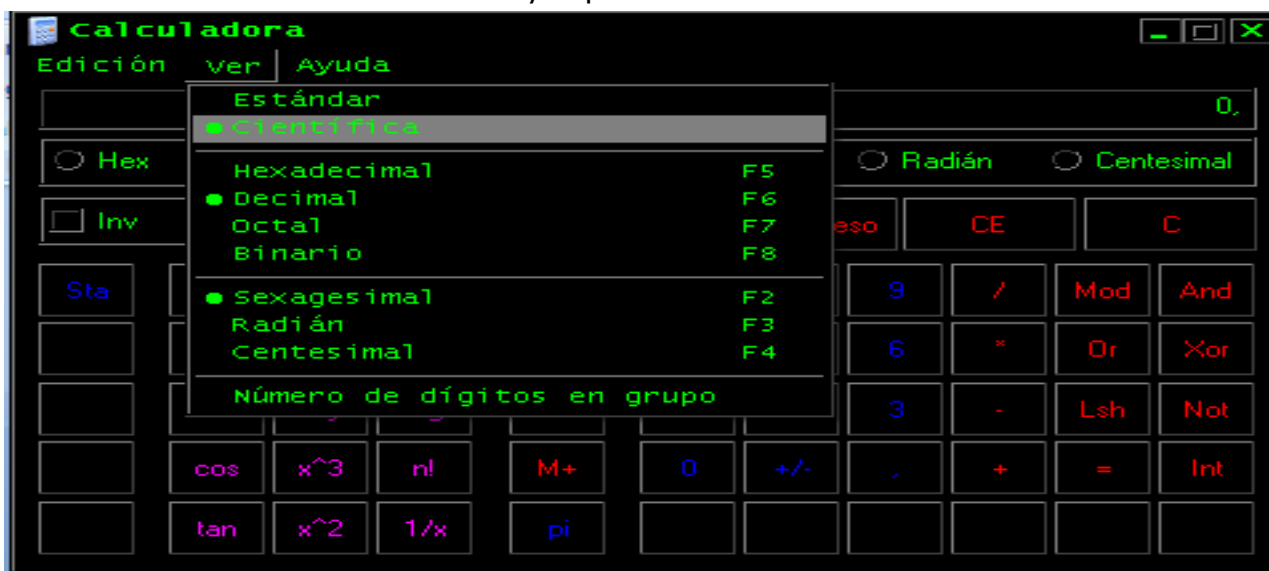 Calculadora
Edición Ver Ayuda
Estándar
0,
Científica
Hex Radián Centesimal
Hexadecimal F5
Decimal F6
Inv CE C
Octal F7
Binario F8
Sta 9 / Mod And
Sexagesimal F2
Radián F3
Centesimal F4
6 * Or Xor
Número de dígitos en grupo
3 - Lsh Not
cos x^3 n! M+ 0 +/- , + = Int
tan x^2 1/x pi